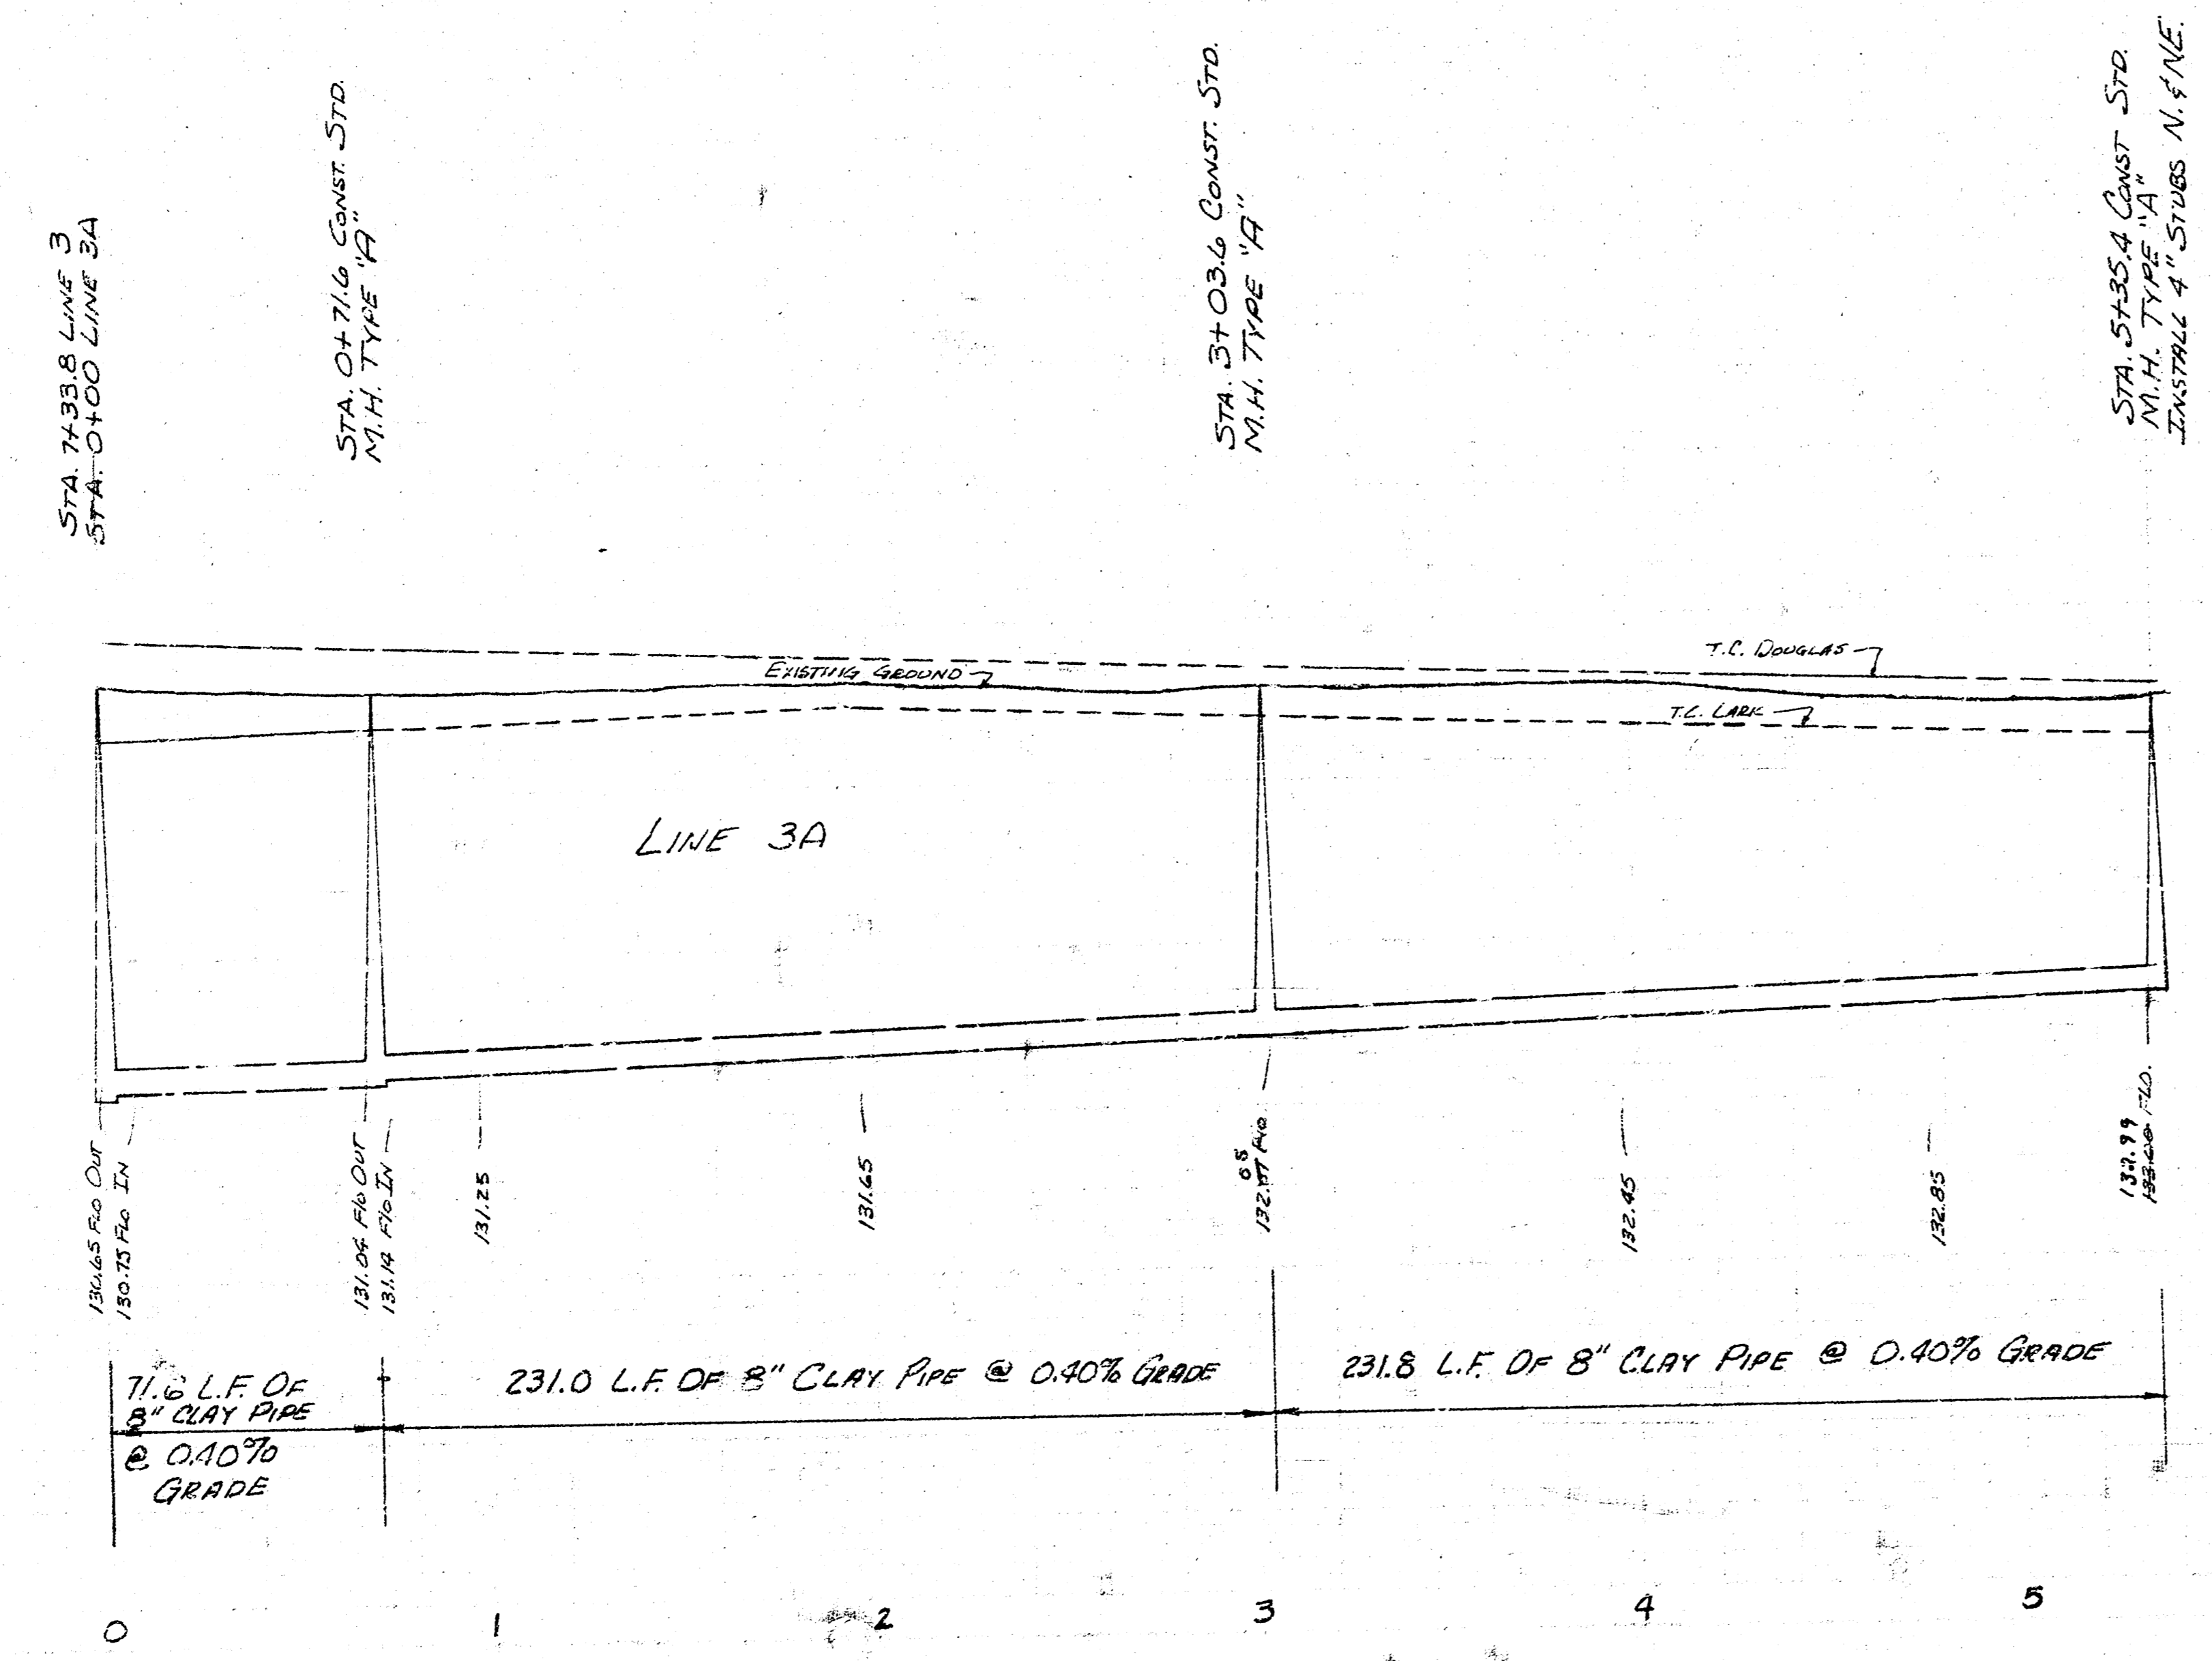 STA. 7+33.8 LINE 3
STA. 0+00 LINE 3A
STA. 0+71.6 CONST. STD.
M.H. TYPE "A"
STA. 3+03.6 CONST. STD.
M.H. TYPE "A"
STA. 5+35.4 CONST STD.
M.H. TYPE "A"
INSTALL 4" STUBS N. & NE.
T.C. DOUGLAS
EXISTING GROUND
T.C. LARK
LINE 3A
130.65 FLO OUT
130.75 FLO IN
131.04 Flo OUT
131.14 Flo IN
131.25
131.65
05
132. Flo
132.45
132.85
132.99
133.00 FLO.
71.6 L.F. OF
8" CLAY PIPE
@ 0.40%
GRADE
231.0 L.F. OF 8" CLAY PIPE @ 0.40% GRADE
231.8 L.F. OF 8" CLAY PIPE @ 0.40% GRADE
0 1 2 3 4 5